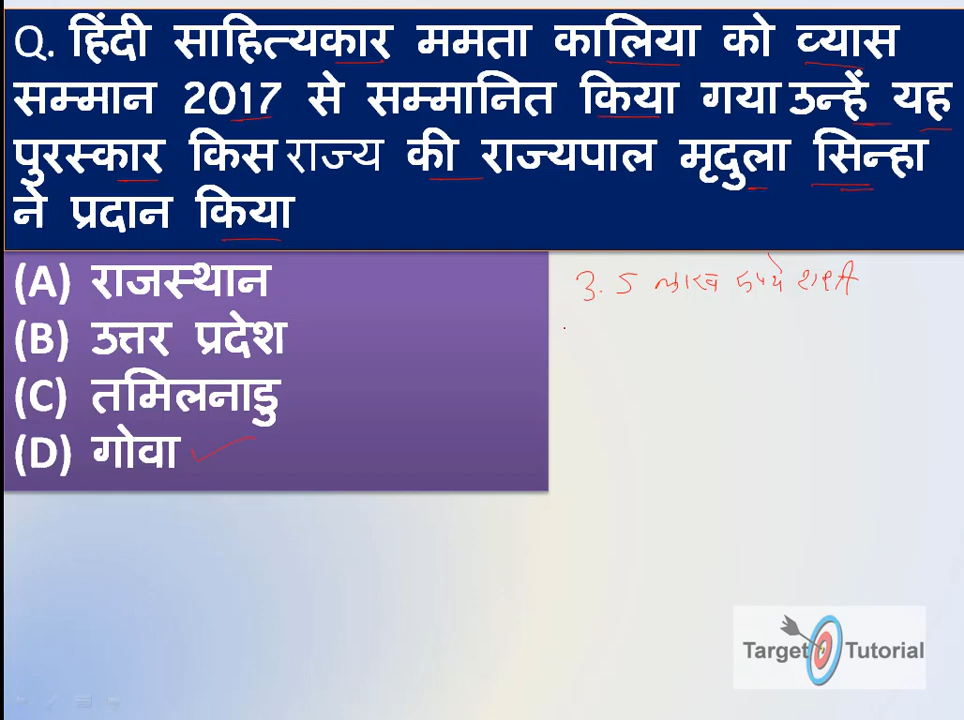 Q. हिंदी साहित्यकार ममता कालिया को व्यास
सम्मान 2017 से सम्मानित किया गया उन्हें यह
पुरस्कार किस राज्य की राज्यपाल मृदुला सिन्हा
ने प्रदान किया
(A) राजस्थान
(B) उत्तर प्रदेश
(C) तमिलनाडु
(D) गोवा
3.5 लाख रुपये राशी
Target Tutorial